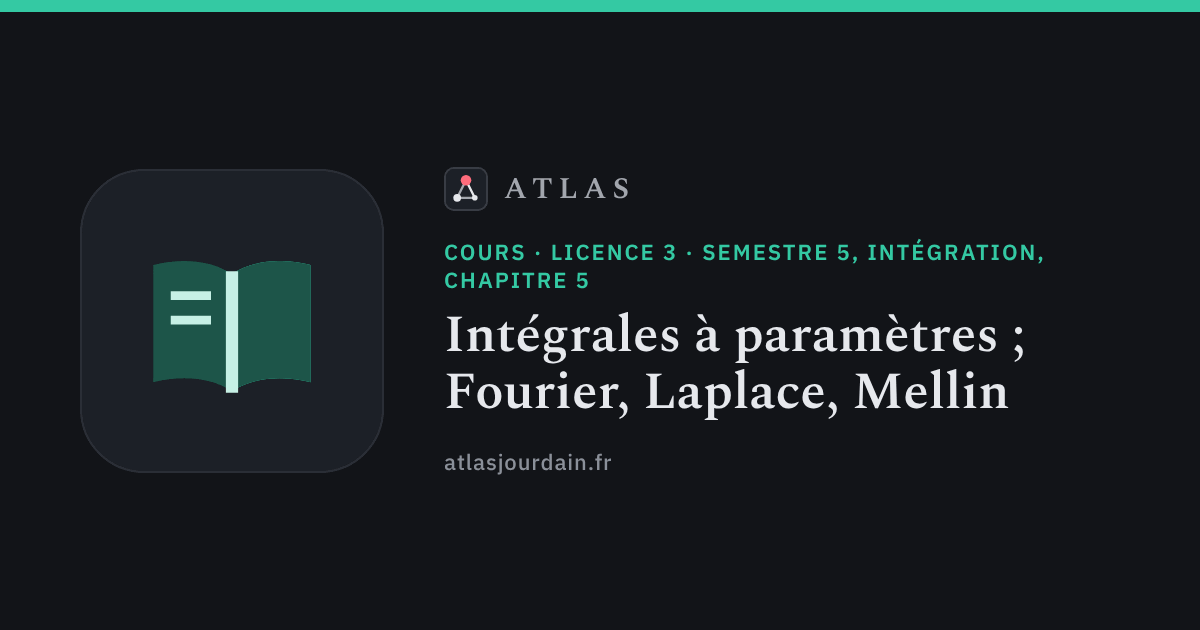 ATLAS
COURS · LICENCE 3 · SEMESTRE 5, INTÉGRATION,
CHAPITRE 5
Intégrales à paramètres ;
Fourier, Laplace, Mellin
atlasjourdain.fr